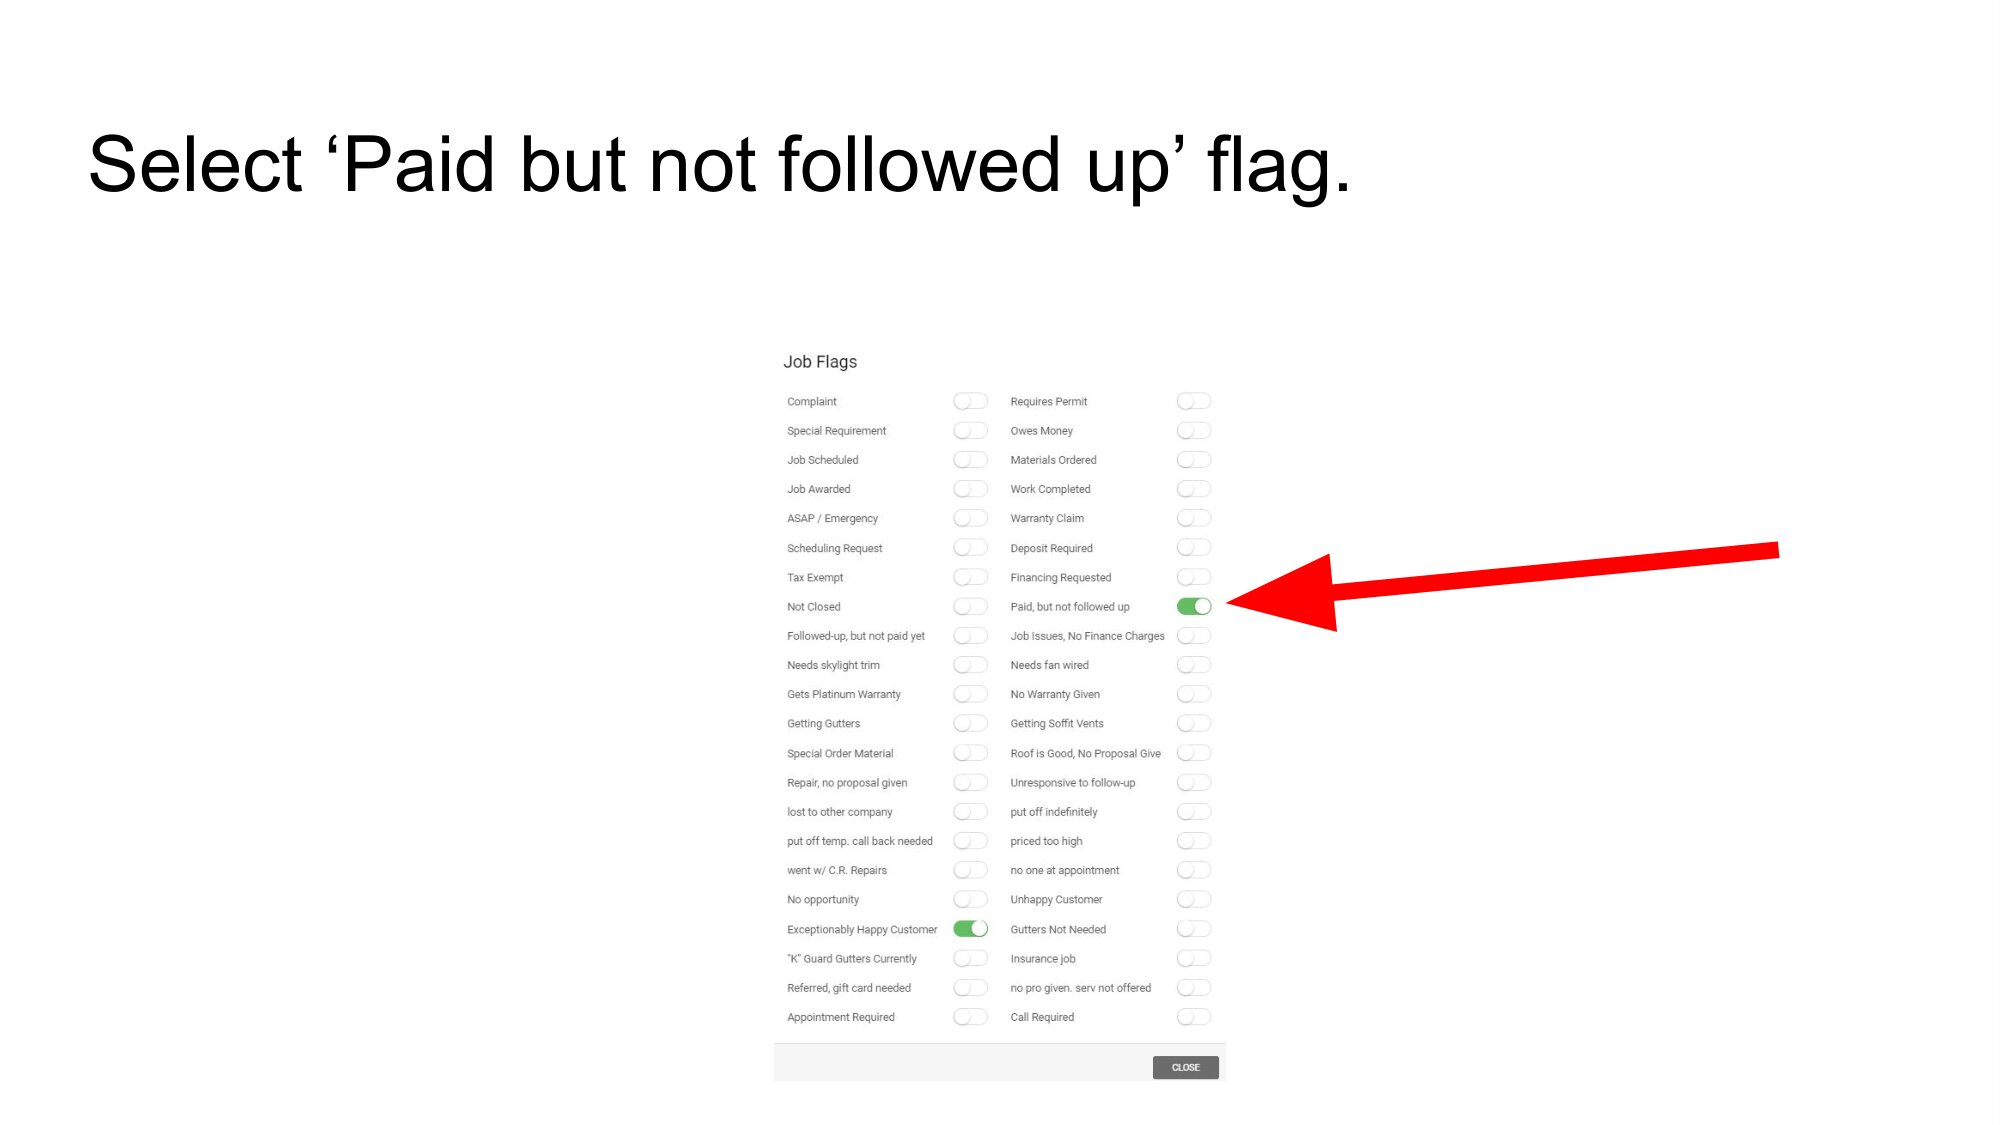 Select ‘Paid but not followed up’ flag.
Job Flags
Complaint
Requires Permit
Special Requirement
Owes Money
Job Scheduled
Materials Ordered
Job Awarded
Work Completed
ASAP / Emergency
Warranty Claim
Scheduling Request
Deposit Required
Tax Exempt
Financing Requested
Not Closed
Paid, but not followed up
Followed-up, but not paid yet
Job Issues, No Finance Charges
Needs skylight trim
Needs fan wired
Gets Platinum Warranty
No Warranty Given
Getting Gutters
Getting Soffit Vents
Special Order Material
Roof is Good, No Proposal Give
Repair, no proposal given
Unresponsive to follow-up
lost to other company
put off indefinitely
put off temp. call back needed
priced too high
went w/ C.R. Repairs
no one at appointment
No opportunity
Unhappy Customer
Exceptionably Happy Customer
Gutters Not Needed
"K" Guard Gutters Currently
Insurance job
Referred, gift card needed
no pro given. serv not offered
Appointment Required
Call Required
CLOSE